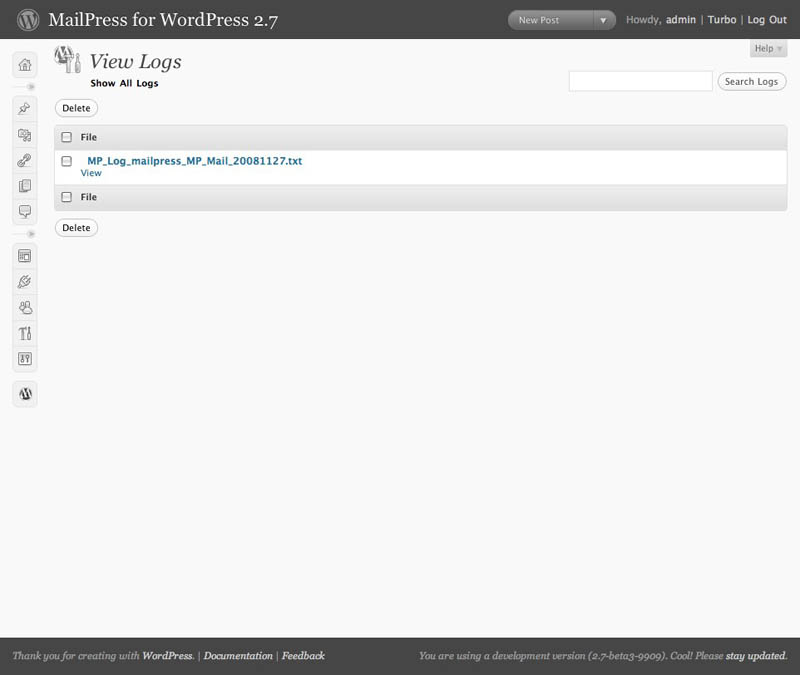 MailPress for WordPress 2.7
New Post
Howdy, admin | Turbo | Log Out
Help
View Logs
Show All Logs
Search Logs
Delete
File
MP_Log_mailpress_MP_Mail_20081127.txt
View
File
Delete
Thank you for creating with WordPress. | Documentation | Feedback
You are using a development version (2.7-beta3-9909). Cool! Please stay updated.